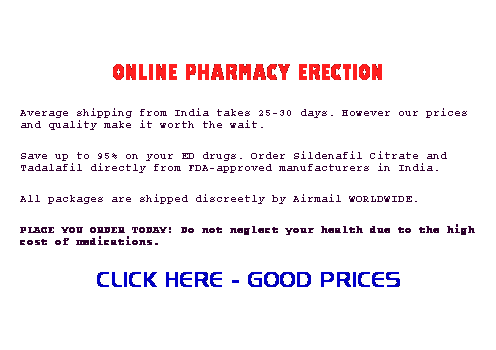 ONLINE PHARMACY ERECTION
Average shipping from India takes 25-30 days. However our prices
and quality make it worth the wait.
Save up to 95% on your ED drugs. Order Sildenafil Citrate and
Tadalafil directly from FDA-approved manufacturers in India.
All packages are shipped discreetly by Airmail WORLDWIDE.
PLACE YOU ORDER TODAY! Do not neglect your health due to the high
cost of medications.
CLICK HERE - GOOD PRICES